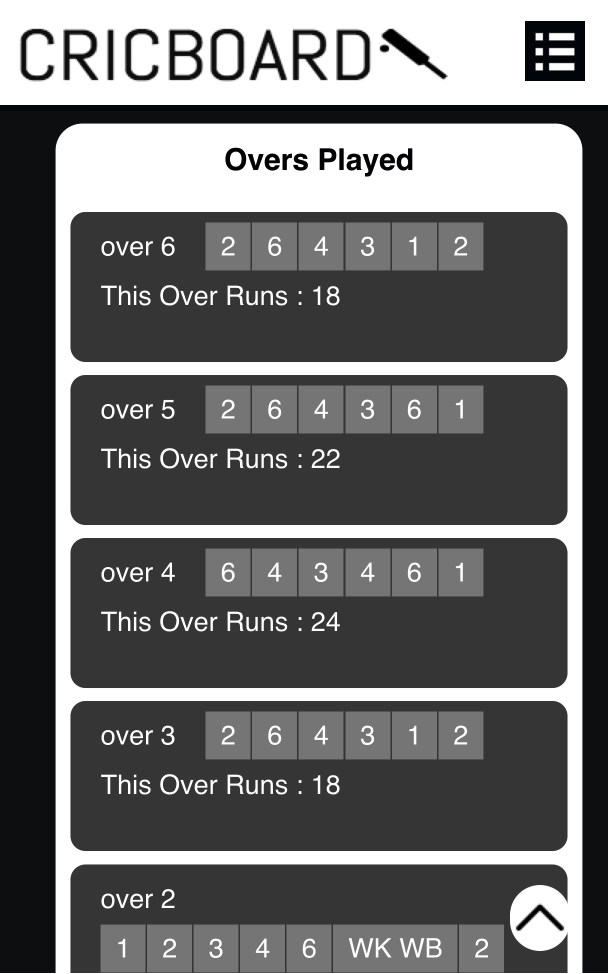 CRICBOARD
Overs Played
over 6 2 6 4 3 1 2
This Over Runs : 18
over 5 2 6 4 3 6 1
This Over Runs : 22
over 4 6 4 3 4 6 1
This Over Runs : 24
over 3 2 6 4 3 1 2
This Over Runs : 18
over 2
1 2 3 4 6 WK WB 2